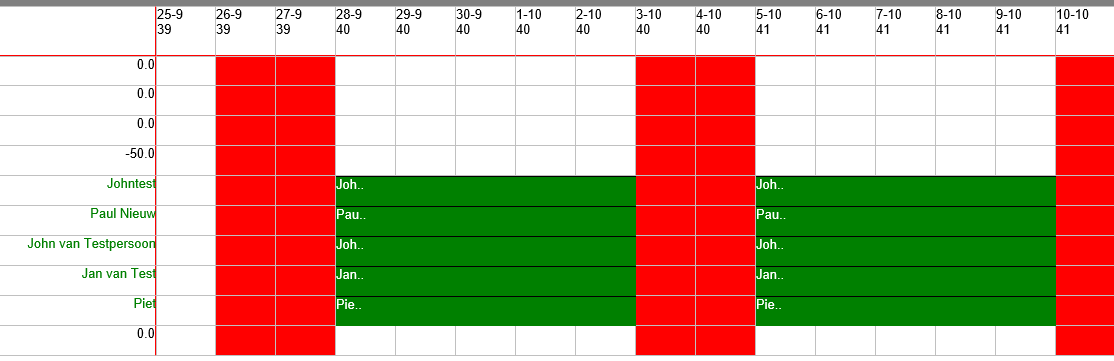 25-9 26-9 27-9 28-9 29-9 30-9 1-10 2-10 3-10 4-10 5-10 6-10 7-10 8-10 9-10 10-10
39 39 39 40 40 40 40 40 40 40 41 41 41 41 41 41
0.0
0.0
0.0
-50.0
Johntest Joh.. Joh..
Paul Nieuw Pau.. Pau..
John van Testpersoon Joh.. Joh..
Jan van Test Jan.. Jan..
Piet Pie.. Pie..
0.0